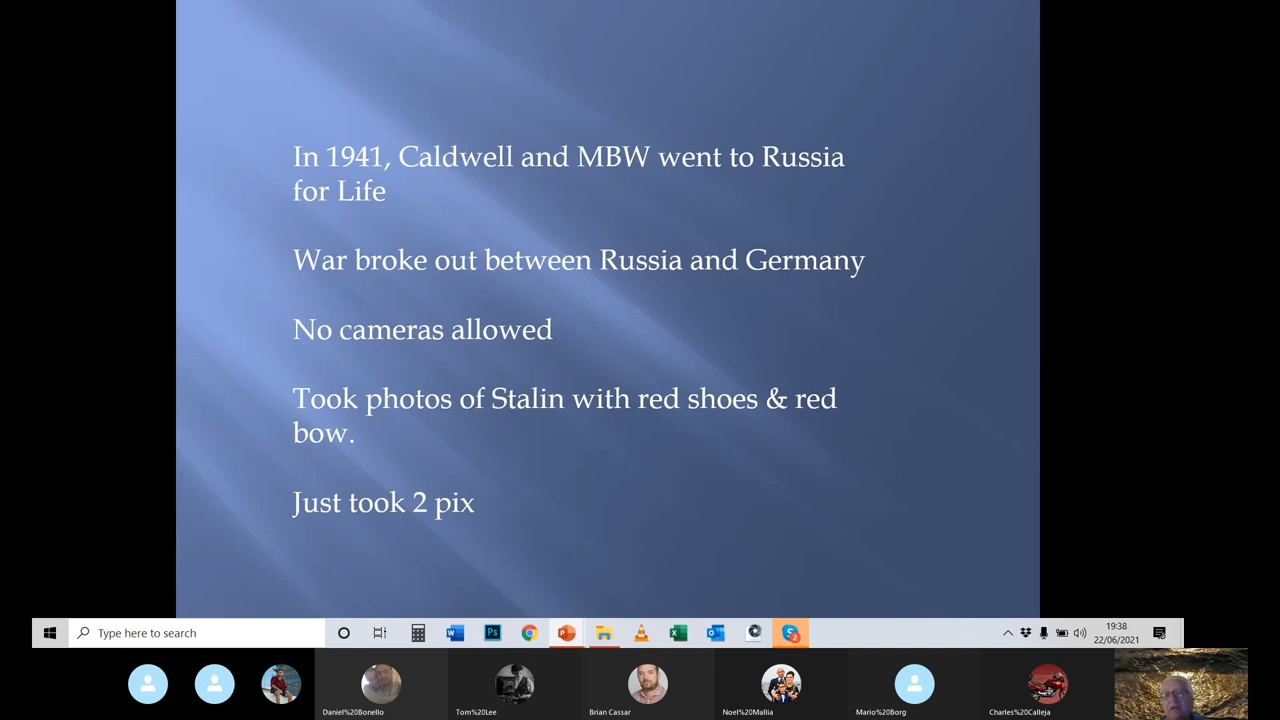 In 1941, Caldwell and MBW went to Russia
for Life
War broke out between Russia and Germany
No cameras allowed
Took photos of Stalin with red shoes & red
bow.
Just took 2 pix
Type here to search
19:38
22/06/2021
2
Daniel%20Bonello
Tom%20Lee
Brian Cassar
Noel%20Mallia
Mario%20Borg
Charles%20Calleja